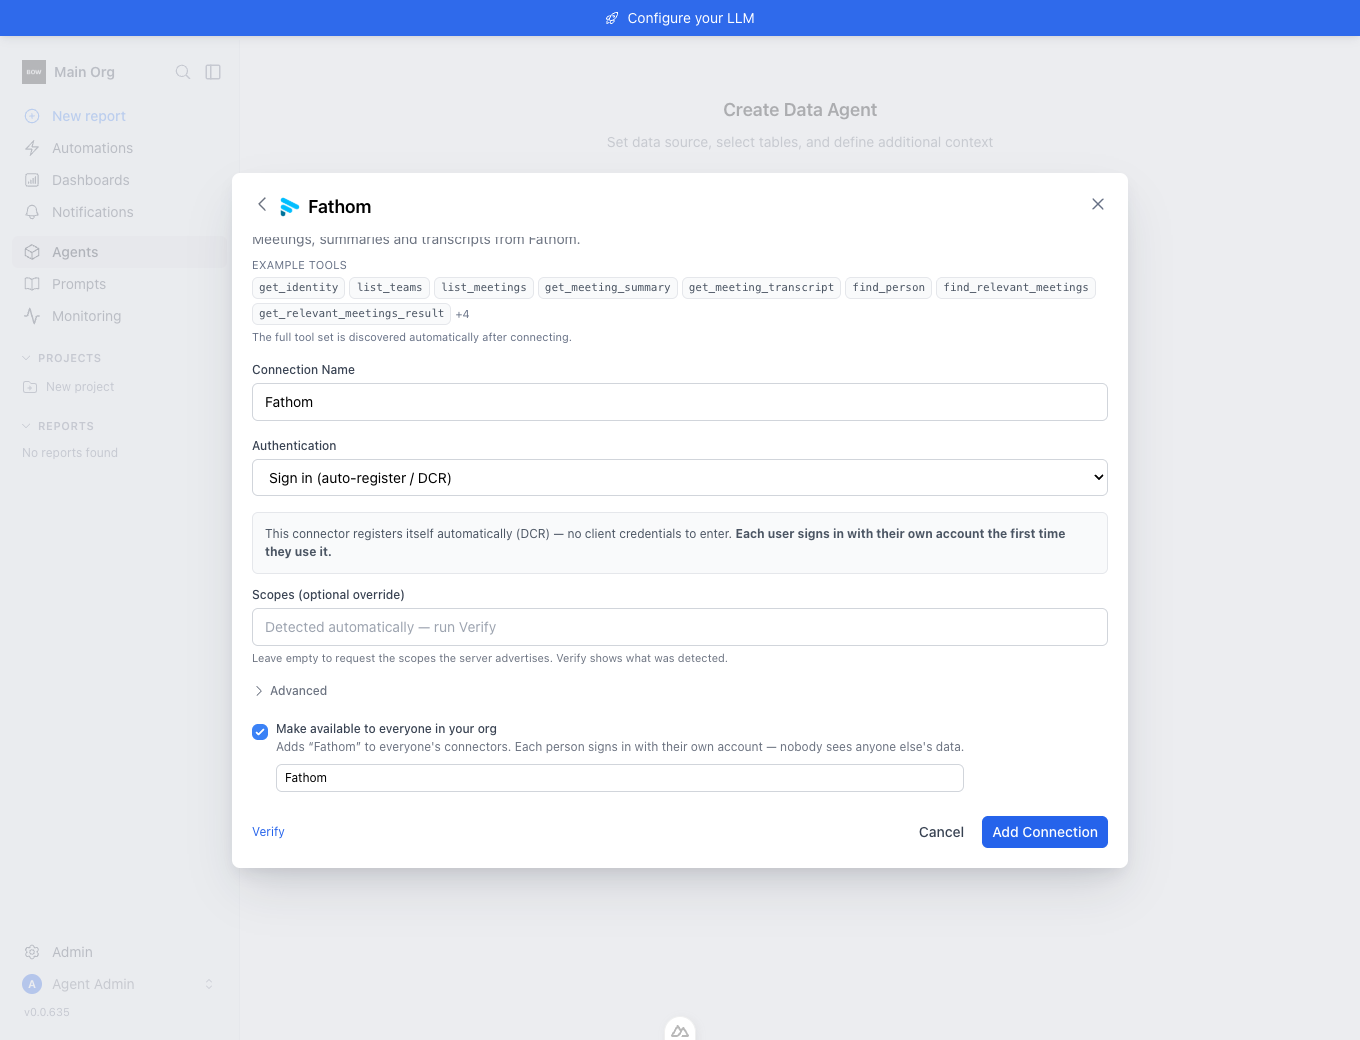 Configure your LLM
BOW
Main Org
New report
Automations
Dashboards
Notifications
Agents
Prompts
Monitoring
PROJECTS
New project
REPORTS
No reports found
Admin
A
Agent Admin
v0.0.635
Create Data Agent
Set data source, select tables, and define additional context
Fathom
Meetings, summaries and transcripts from Fathom.
EXAMPLE TOOLS
get_identity list_teams list_meetings get_meeting_summary get_meeting_transcript find_person find_relevant_meetings
get_relevant_meetings_result +4
The full tool set is discovered automatically after connecting.
Connection Name
Fathom
Authentication
Sign in (auto-register / DCR)
This connector registers itself automatically (DCR) — no client credentials to enter. Each user signs in with their own account the first time
they use it.
Scopes (optional override)
Detected automatically — run Verify
Leave empty to request the scopes the server advertises. Verify shows what was detected.
Advanced
Make available to everyone in your org
Adds “Fathom” to everyone's connectors. Each person signs in with their own account — nobody sees anyone else's data.
Fathom
Verify
Cancel
Add Connection